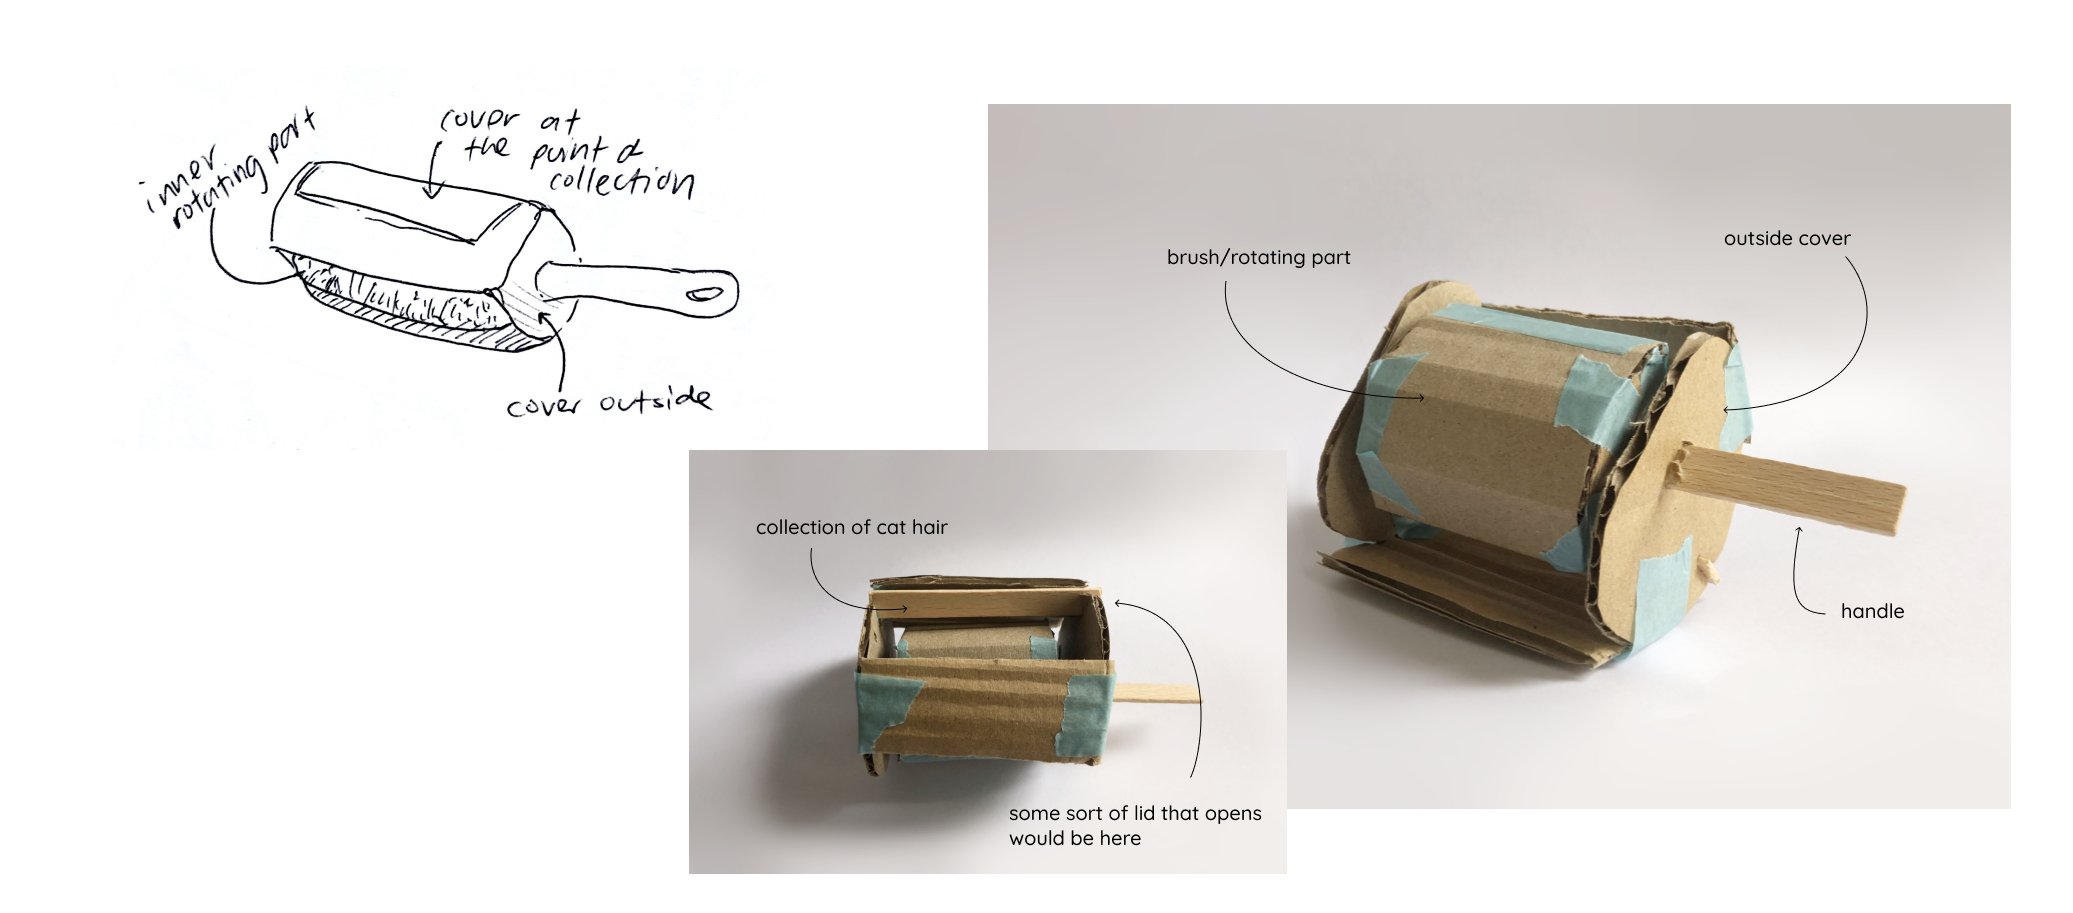 inner
rotating part
cover at
the point of
collection
cover outside
brush/rotating part
outside cover
handle
collection of cat hair
some sort of lid that opens
would be here